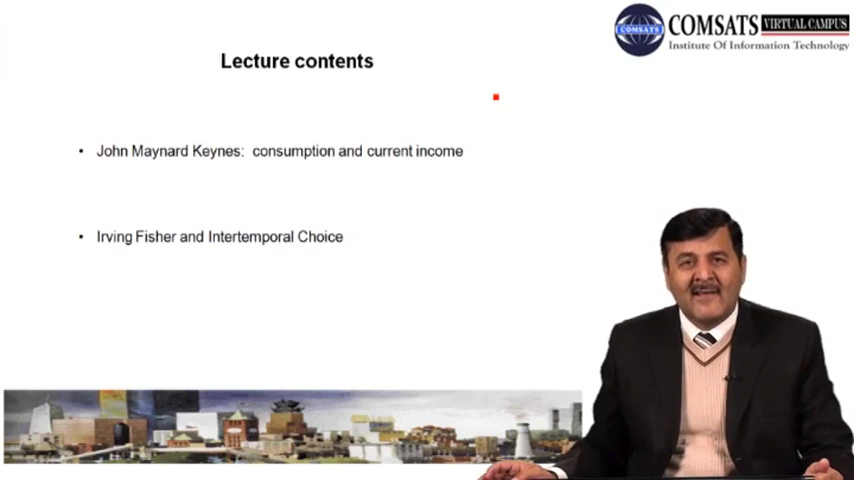 COMSATS
COMSATS VIRTUAL CAMPUS
Institute Of Information Technology
Lecture contents
• John Maynard Keynes: consumption and current income
• Irving Fisher and Intertemporal Choice